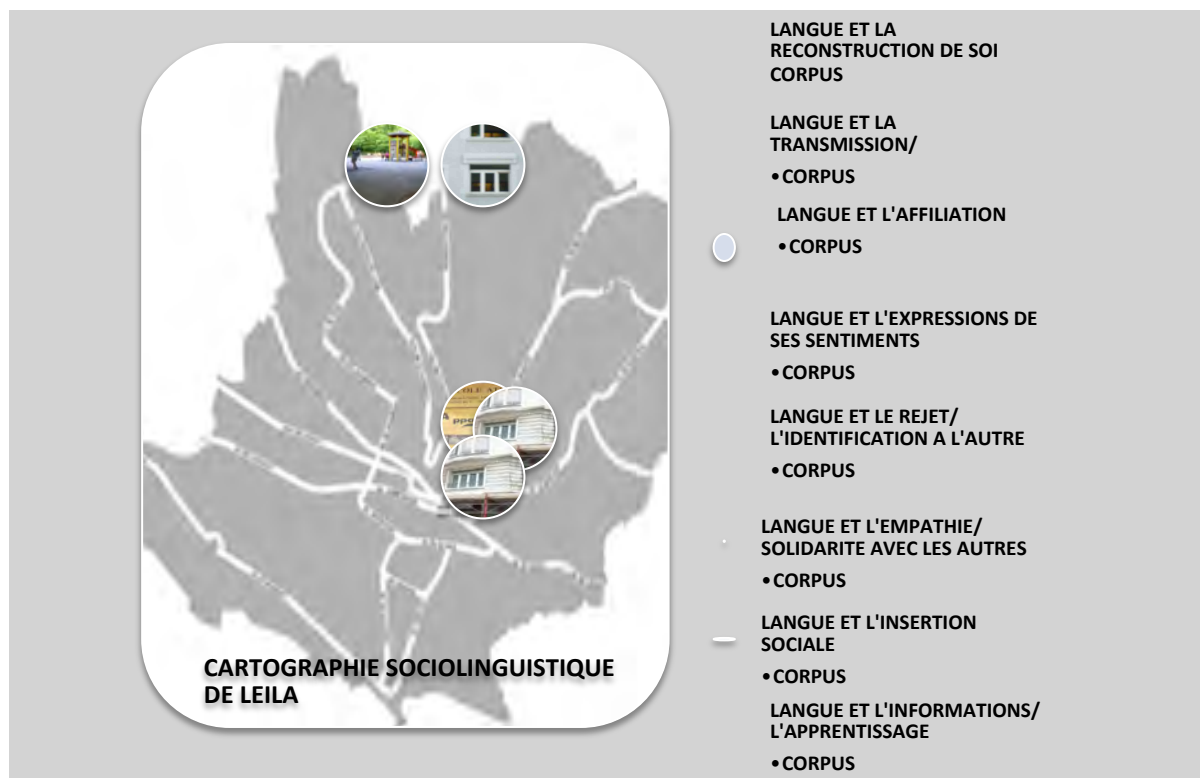 LANGUE ET LA
RECONSTRUCTION DE SOI
CORPUS
LANGUE ET LA
TRANSMISSION/
•CORPUS
LANGUE ET L'AFFILIATION
•CORPUS
LANGUE ET L'EXPRESSIONS DE
SES SENTIMENTS
•CORPUS
LANGUE ET LE REJET/
L'IDENTIFICATION A L'AUTRE
•CORPUS
LANGUE ET L'EMPATHIE/
SOLIDARITE AVEC LES AUTRES
•CORPUS
LANGUE ET L'INSERTION
SOCIALE
•CORPUS
LANGUE ET L'INFORMATIONS/
L'APPRENTISSAGE
•CORPUS
CARTOGRAPHIE SOCIOLINGUISTIQUE
DE LEILA